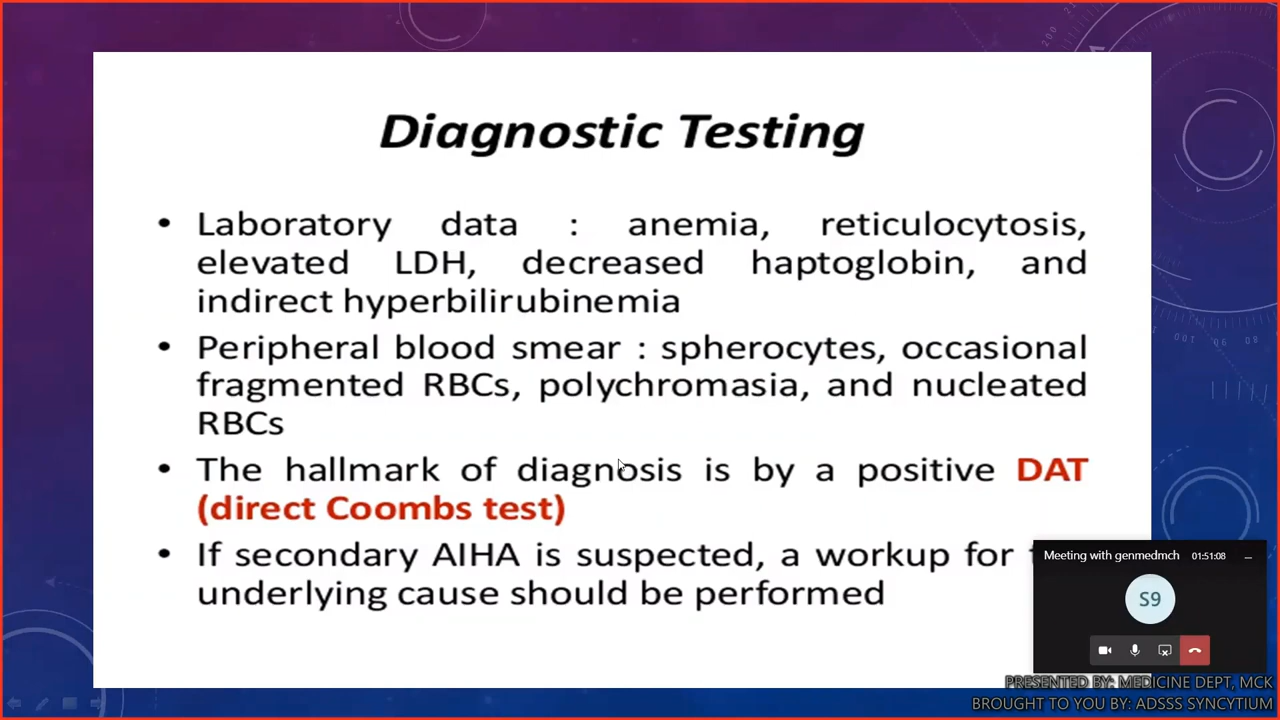 Diagnostic Testing
• Laboratory data : anemia, reticulocytosis,
elevated LDH, decreased haptoglobin, and
indirect hyperbilirubinemia
• Peripheral blood smear : spherocytes, occasional
fragmented RBCs, polychromasia, and nucleated
RBCs
• The hallmark of diagnosis is by a positive DAT
(direct Coombs test)
• If secondary AIHA is suspected, a workup for
underlying cause should be performed
Meeting with genmedmch 01:51:08
S9
PRESENTED BY: MEDICINE DEPT, MCK
BROUGHT TO YOU BY: ADSSS SYNCYTIUM